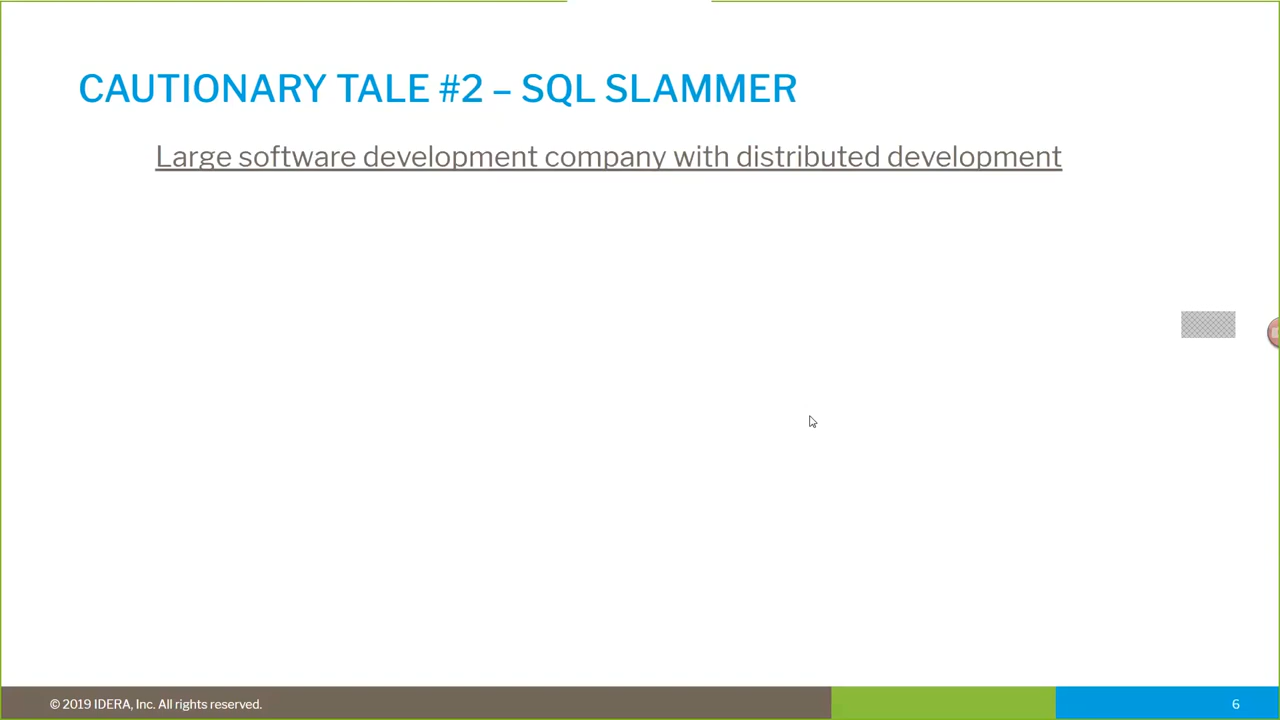 CAUTIONARY TALE #2 – SQL SLAMMER
Large software development company with distributed development
© 2019 IDERA, Inc. All rights reserved.
6